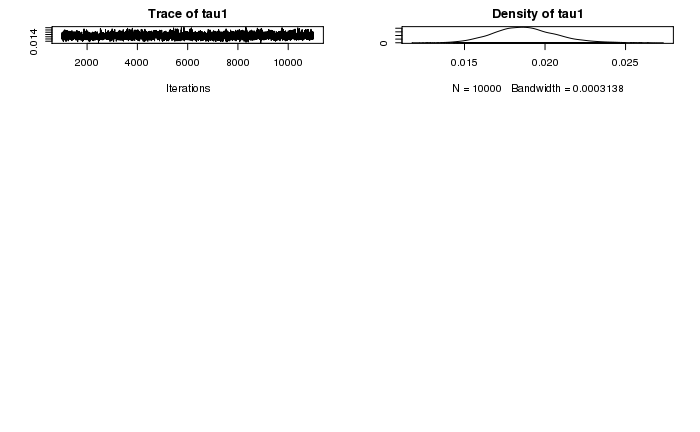 Trace of tau1
0.014
2000 4000 6000 8000 10000
Iterations
Density of tau1
0
0.015 0.020 0.025
N = 10000 Bandwidth = 0.0003138